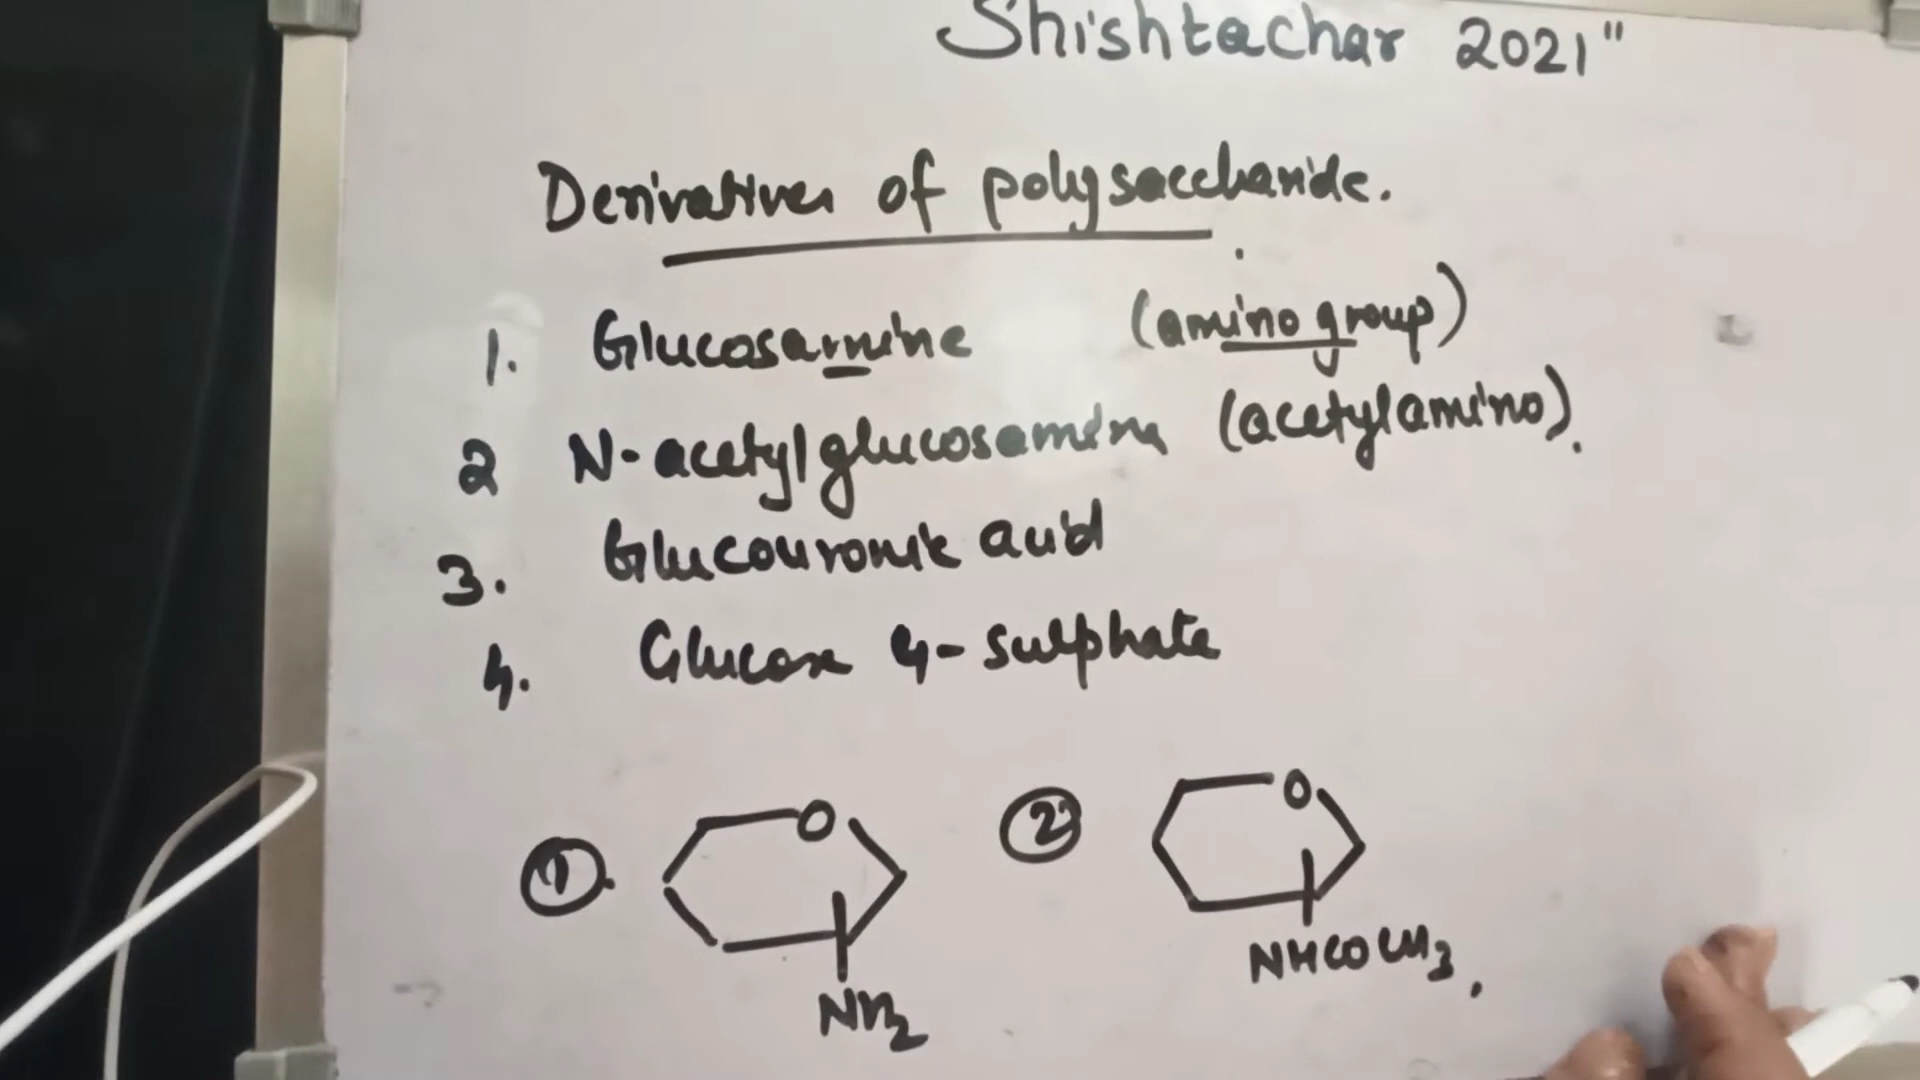 Shishtachar 2021"
Derivatives of polysaccharide.
1. Glucosamine (amino group)
2 N-acetylglucosamine (acetylamino).
3. Glucouronic acid
4. Glucose 4-sulphate
① O ② O
NH2 NHCOCH3.